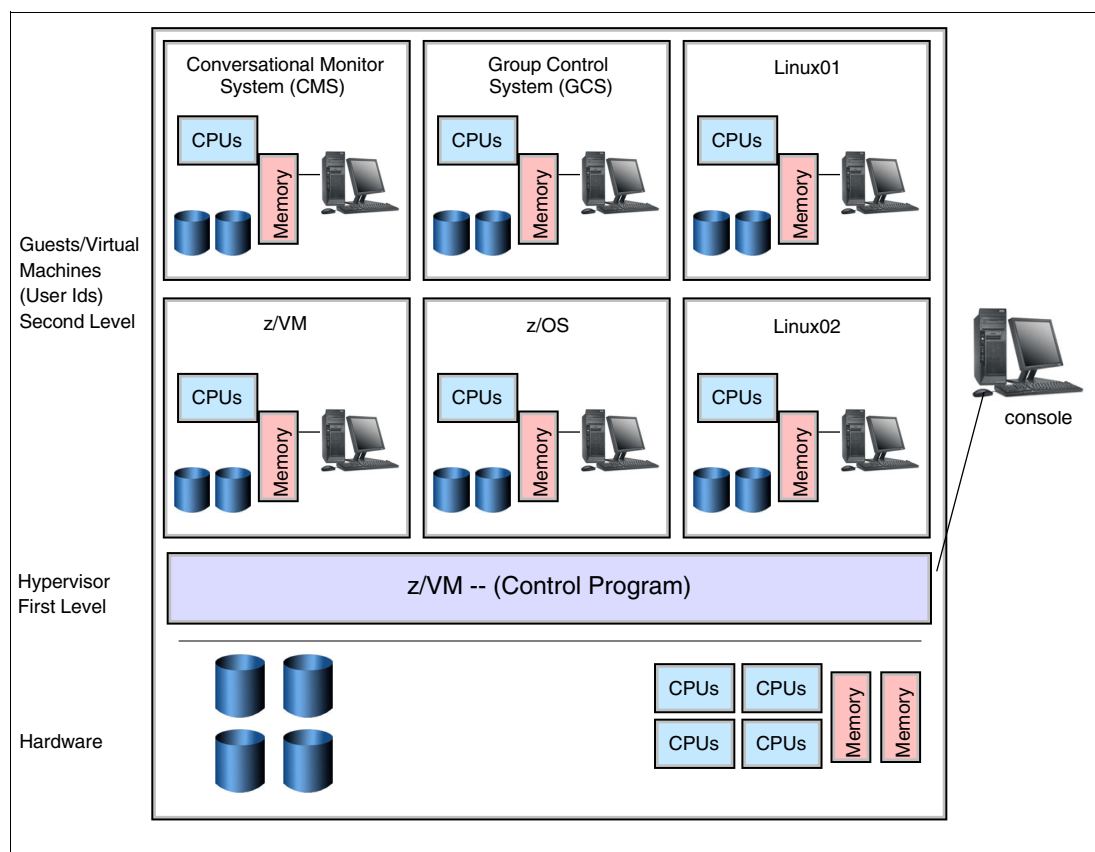 Conversational Monitor
System (CMS)
CPUs
Memory
Group Control
System (GCS)
CPUs
Memory
Linux01
CPUs
Memory
Guests/Virtual
Machines
(User Ids)
Second Level
z/VM
CPUs
Memory
z/OS
CPUs
Memory
Linux02
CPUs
Memory
console
Hypervisor
First Level
z/VM -- (Control Program)
Hardware
CPUs
CPUs
CPUs
CPUs
Memory
Memory